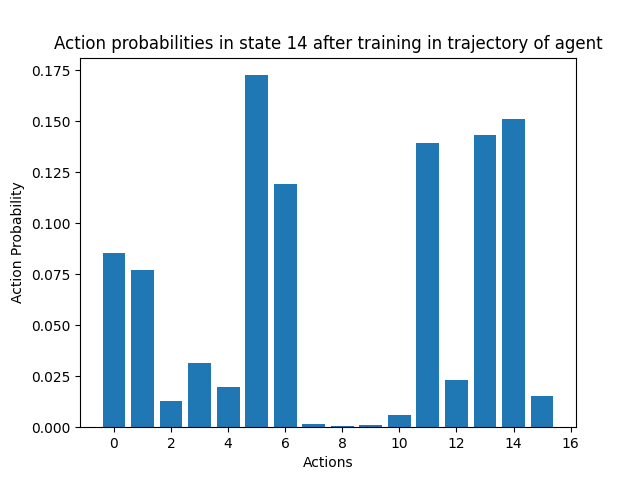 Action probabilities in state 14 after training in trajectory of agent
0.175
0.150
0.125
0.100
0.075
0.050
0.025
0.000
Action Probability
0 2 4 6 8 10 12 14 16
Actions